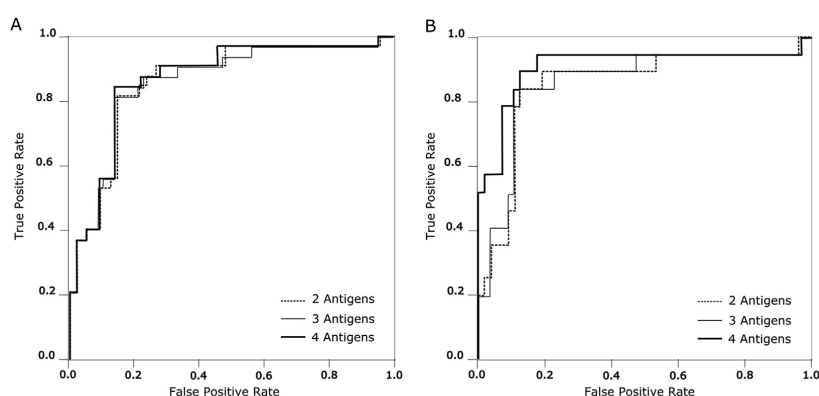 A
1.0
0.8
0.6
0.4
0.2
0.0
True Positive Rate
2 Antigens
3 Antigens
4 Antigens
0.0 0.2 0.4 0.6 0.8 1.0
False Positive Rate
B
1.0
0.8
0.6
0.4
0.2
0.0
True Positive Rate
2 Antigens
3 Antigens
4 Antigens
0.0 0.2 0.4 0.6 0.8 1.0
False Positive Rate